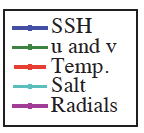 SSH
u and v
Temp.
Salt
Radials